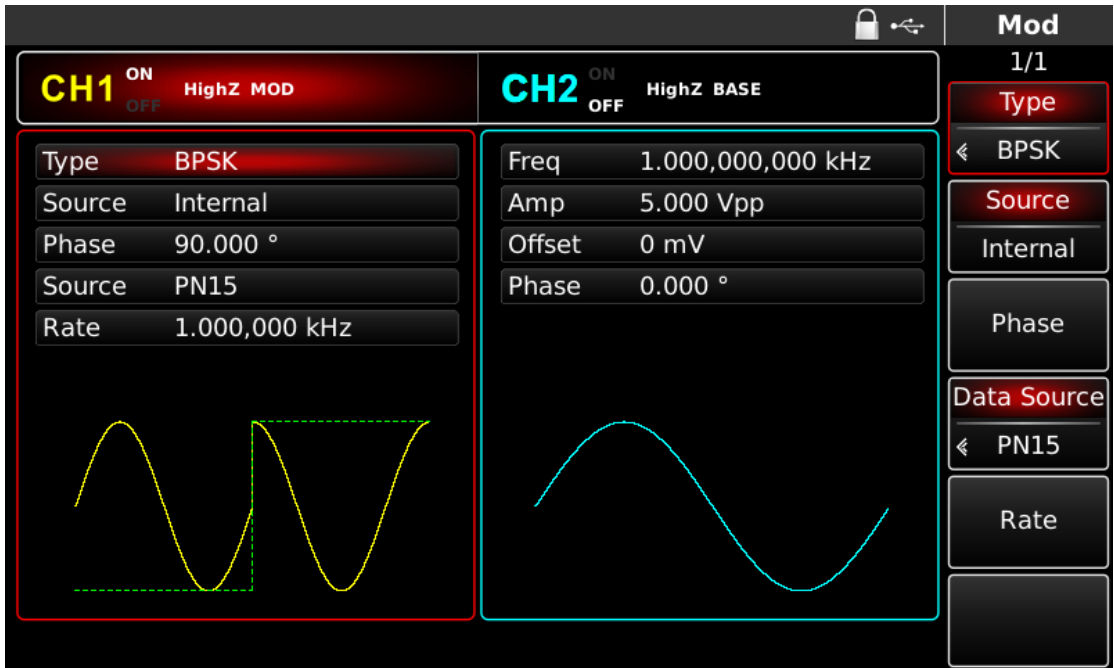 Mod
1/1
CH1 ON OFF HighZ MOD
CH2 ON OFF HighZ BASE
Type BPSK
Source Internal
Phase 90.000 °
Source PN15
Rate 1.000,000 kHz
Freq 1.000,000,000 kHz
Amp 5.000 Vpp
Offset 0 mV
Phase 0.000 °
Type
BPSK
Source
Internal
Phase
Data Source
PN15
Rate